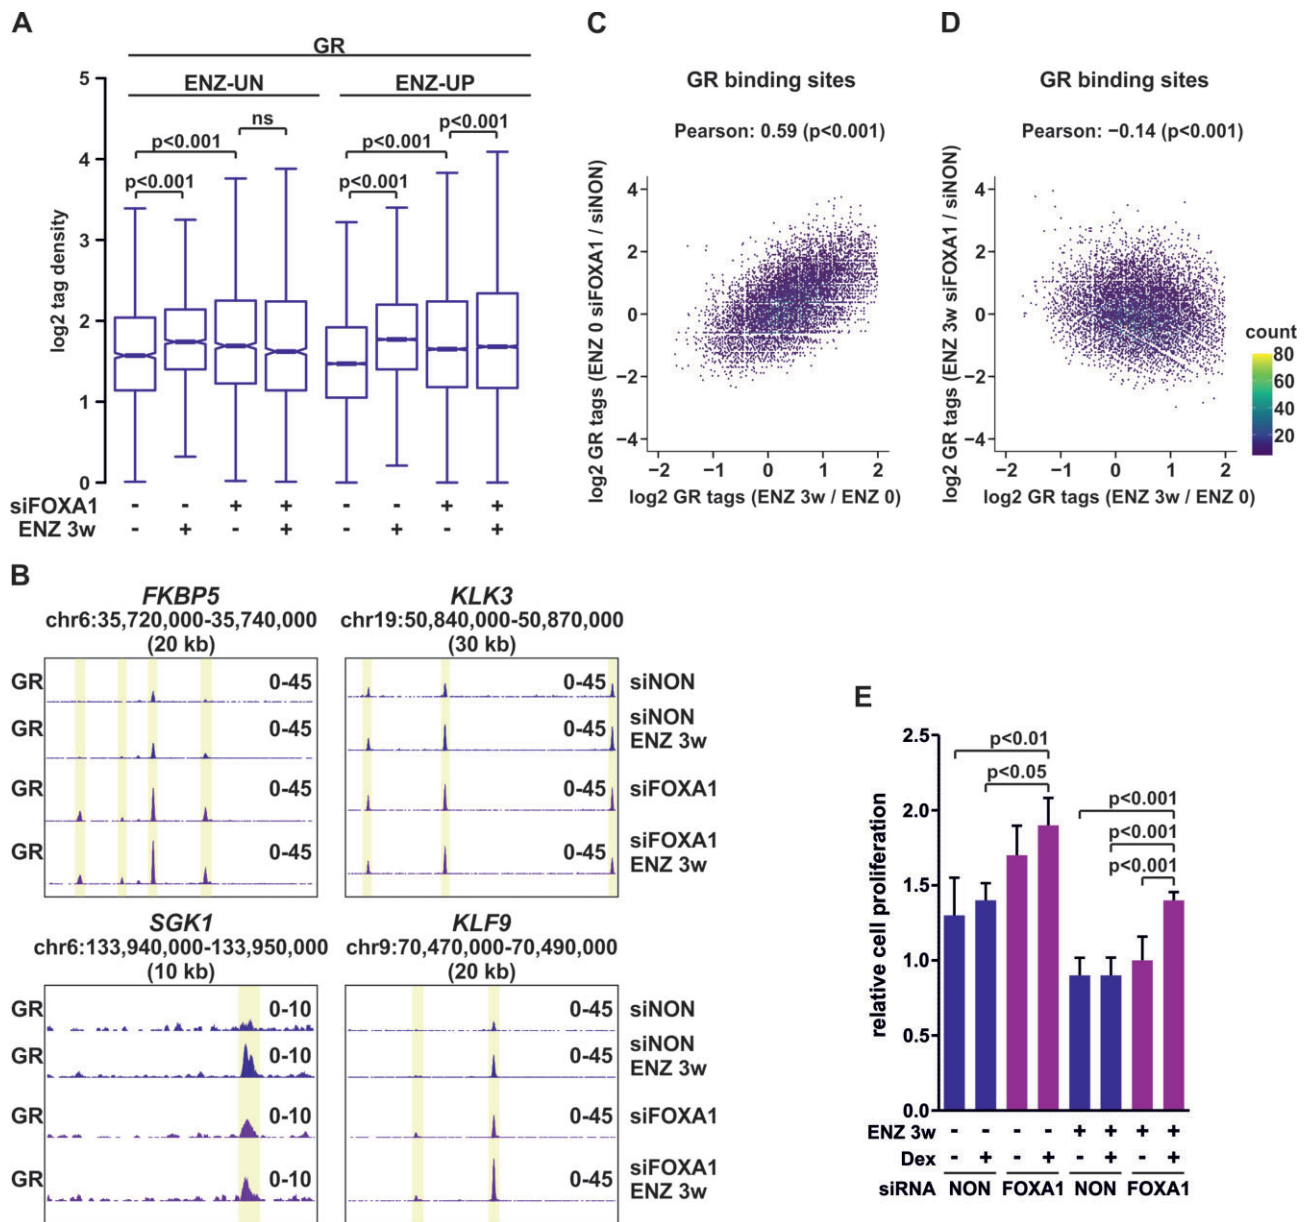 A
GR
ENZ-UN
ENZ-UP
log2 tag density
5
4
3
2
1
0
p<0.001
p<0.001
ns
p<0.001
p<0.001
p<0.001
siFOXA1 - - + + - - + +
ENZ 3w - + - + - + - +
C
GR binding sites
Pearson: 0.59 (p<0.001)
log2 GR tags (ENZ 0 siFOXA1 / siNON)
4
2
0
−2
−4
−2 −1 0 1 2
log2 GR tags (ENZ 3w / ENZ 0)
D
GR binding sites
Pearson: −0.14 (p<0.001)
log2 GR tags (ENZ 3w siFOXA1 / siNON)
4
2
0
−2
−4
−2 −1 0 1 2
log2 GR tags (ENZ 3w / ENZ 0)
count
80
60
40
20
B
FKBP5
chr6:35,720,000-35,740,000
(20 kb)
GR 0-45
GR 0-45
GR 0-45
GR 0-45
KLK3
chr19:50,840,000-50,870,000
(30 kb)
0-45 siNON
0-45 siNON
ENZ 3w
0-45 siFOXA1
0-45 siFOXA1
ENZ 3w
SGK1
chr6:133,940,000-133,950,000
(10 kb)
GR 0-10
GR 0-10
GR 0-10
GR 0-10
KLF9
chr9:70,470,000-70,490,000
(20 kb)
0-45 siNON
0-45 siNON
ENZ 3w
0-45 siFOXA1
0-45 siFOXA1
ENZ 3w
E
relative cell proliferation
2.5
2.0
1.5
1.0
0.5
0.0
p<0.01
p<0.05
p<0.001
p<0.001
p<0.001
ENZ 3w - - - - + + + +
Dex - + - + - + - +
siRNA NON FOXA1 NON FOXA1